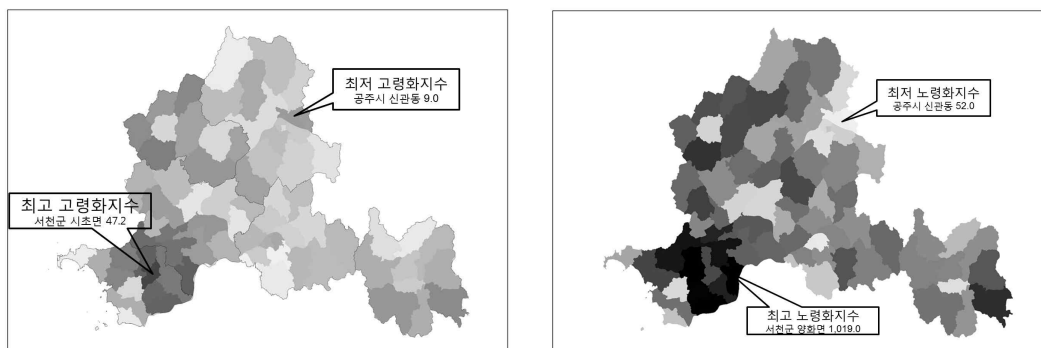 최저 고령화지수
공주시 신관동 9.0
최고 고령화지수
서천군 시초면 47.2
최저 노령화지수
공주시 신관동 52.0
최고 노령화지수
서천군 양화면 1,019.0